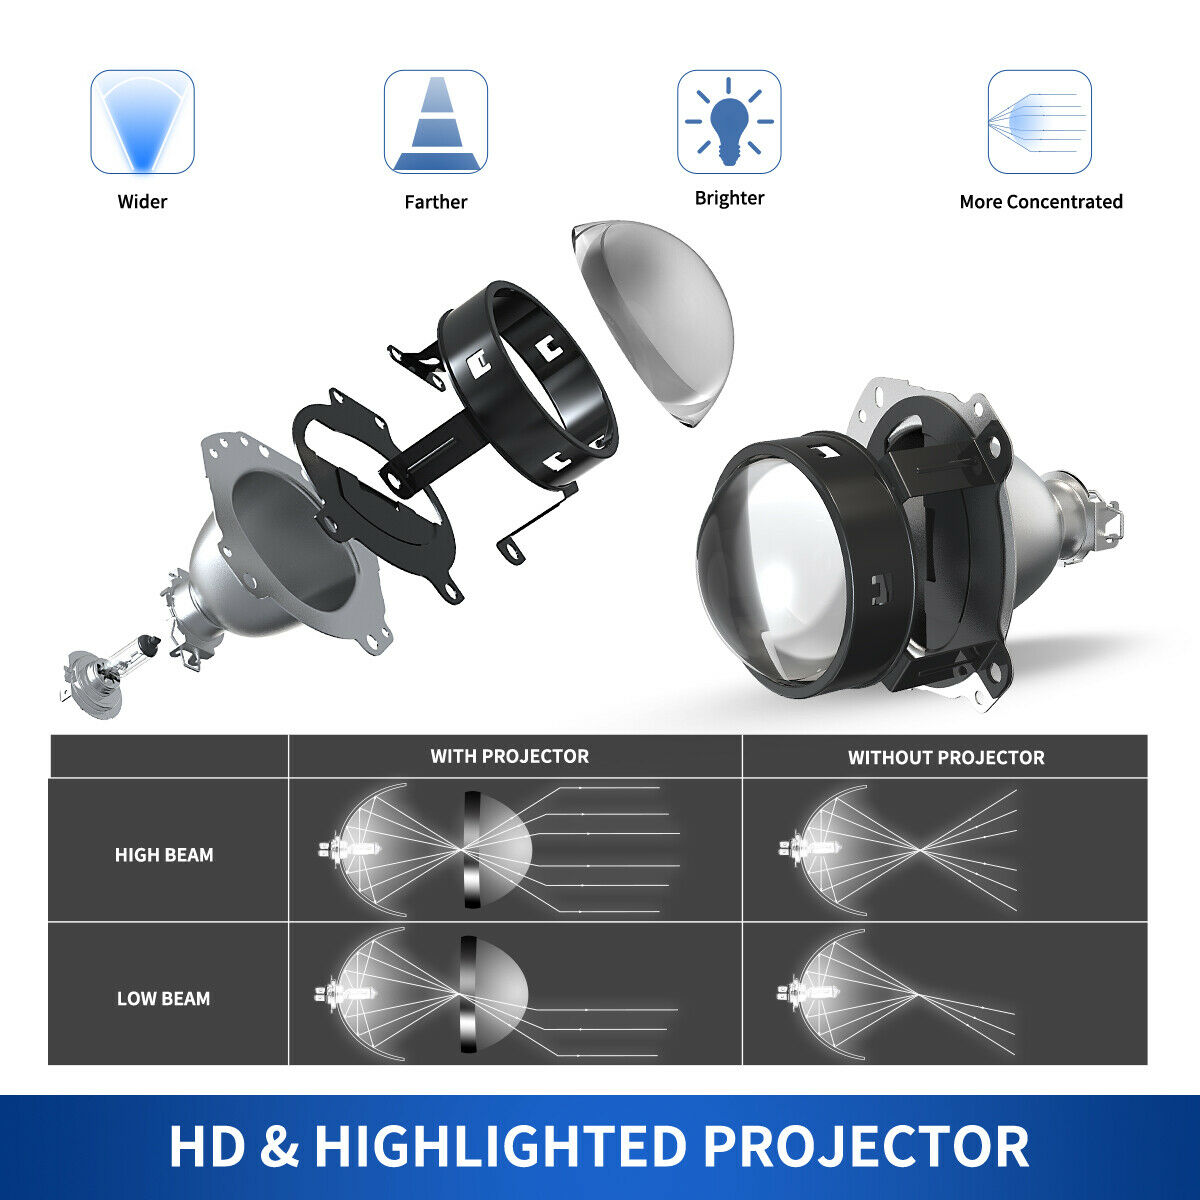 Wider
Farther
Brighter
More Concentrated
WITH PROJECTOR
WITHOUT PROJECTOR
HIGH BEAM
LOW BEAM
HD & HIGHLIGHTED PROJECTOR